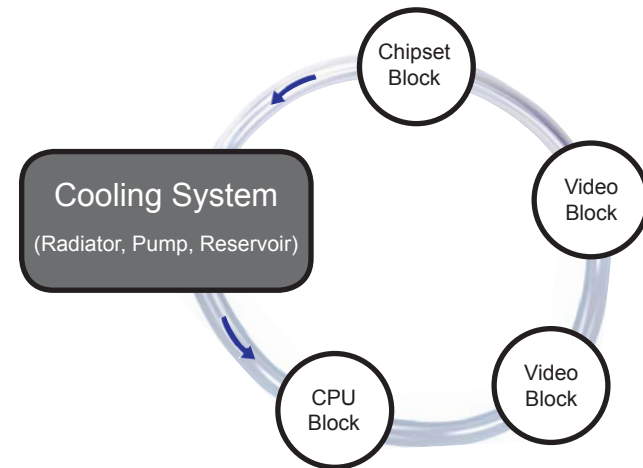 Chipset
Block
Cooling System
(Radiator, Pump, Reservoir)
Video
Block
CPU
Block
Video
Block